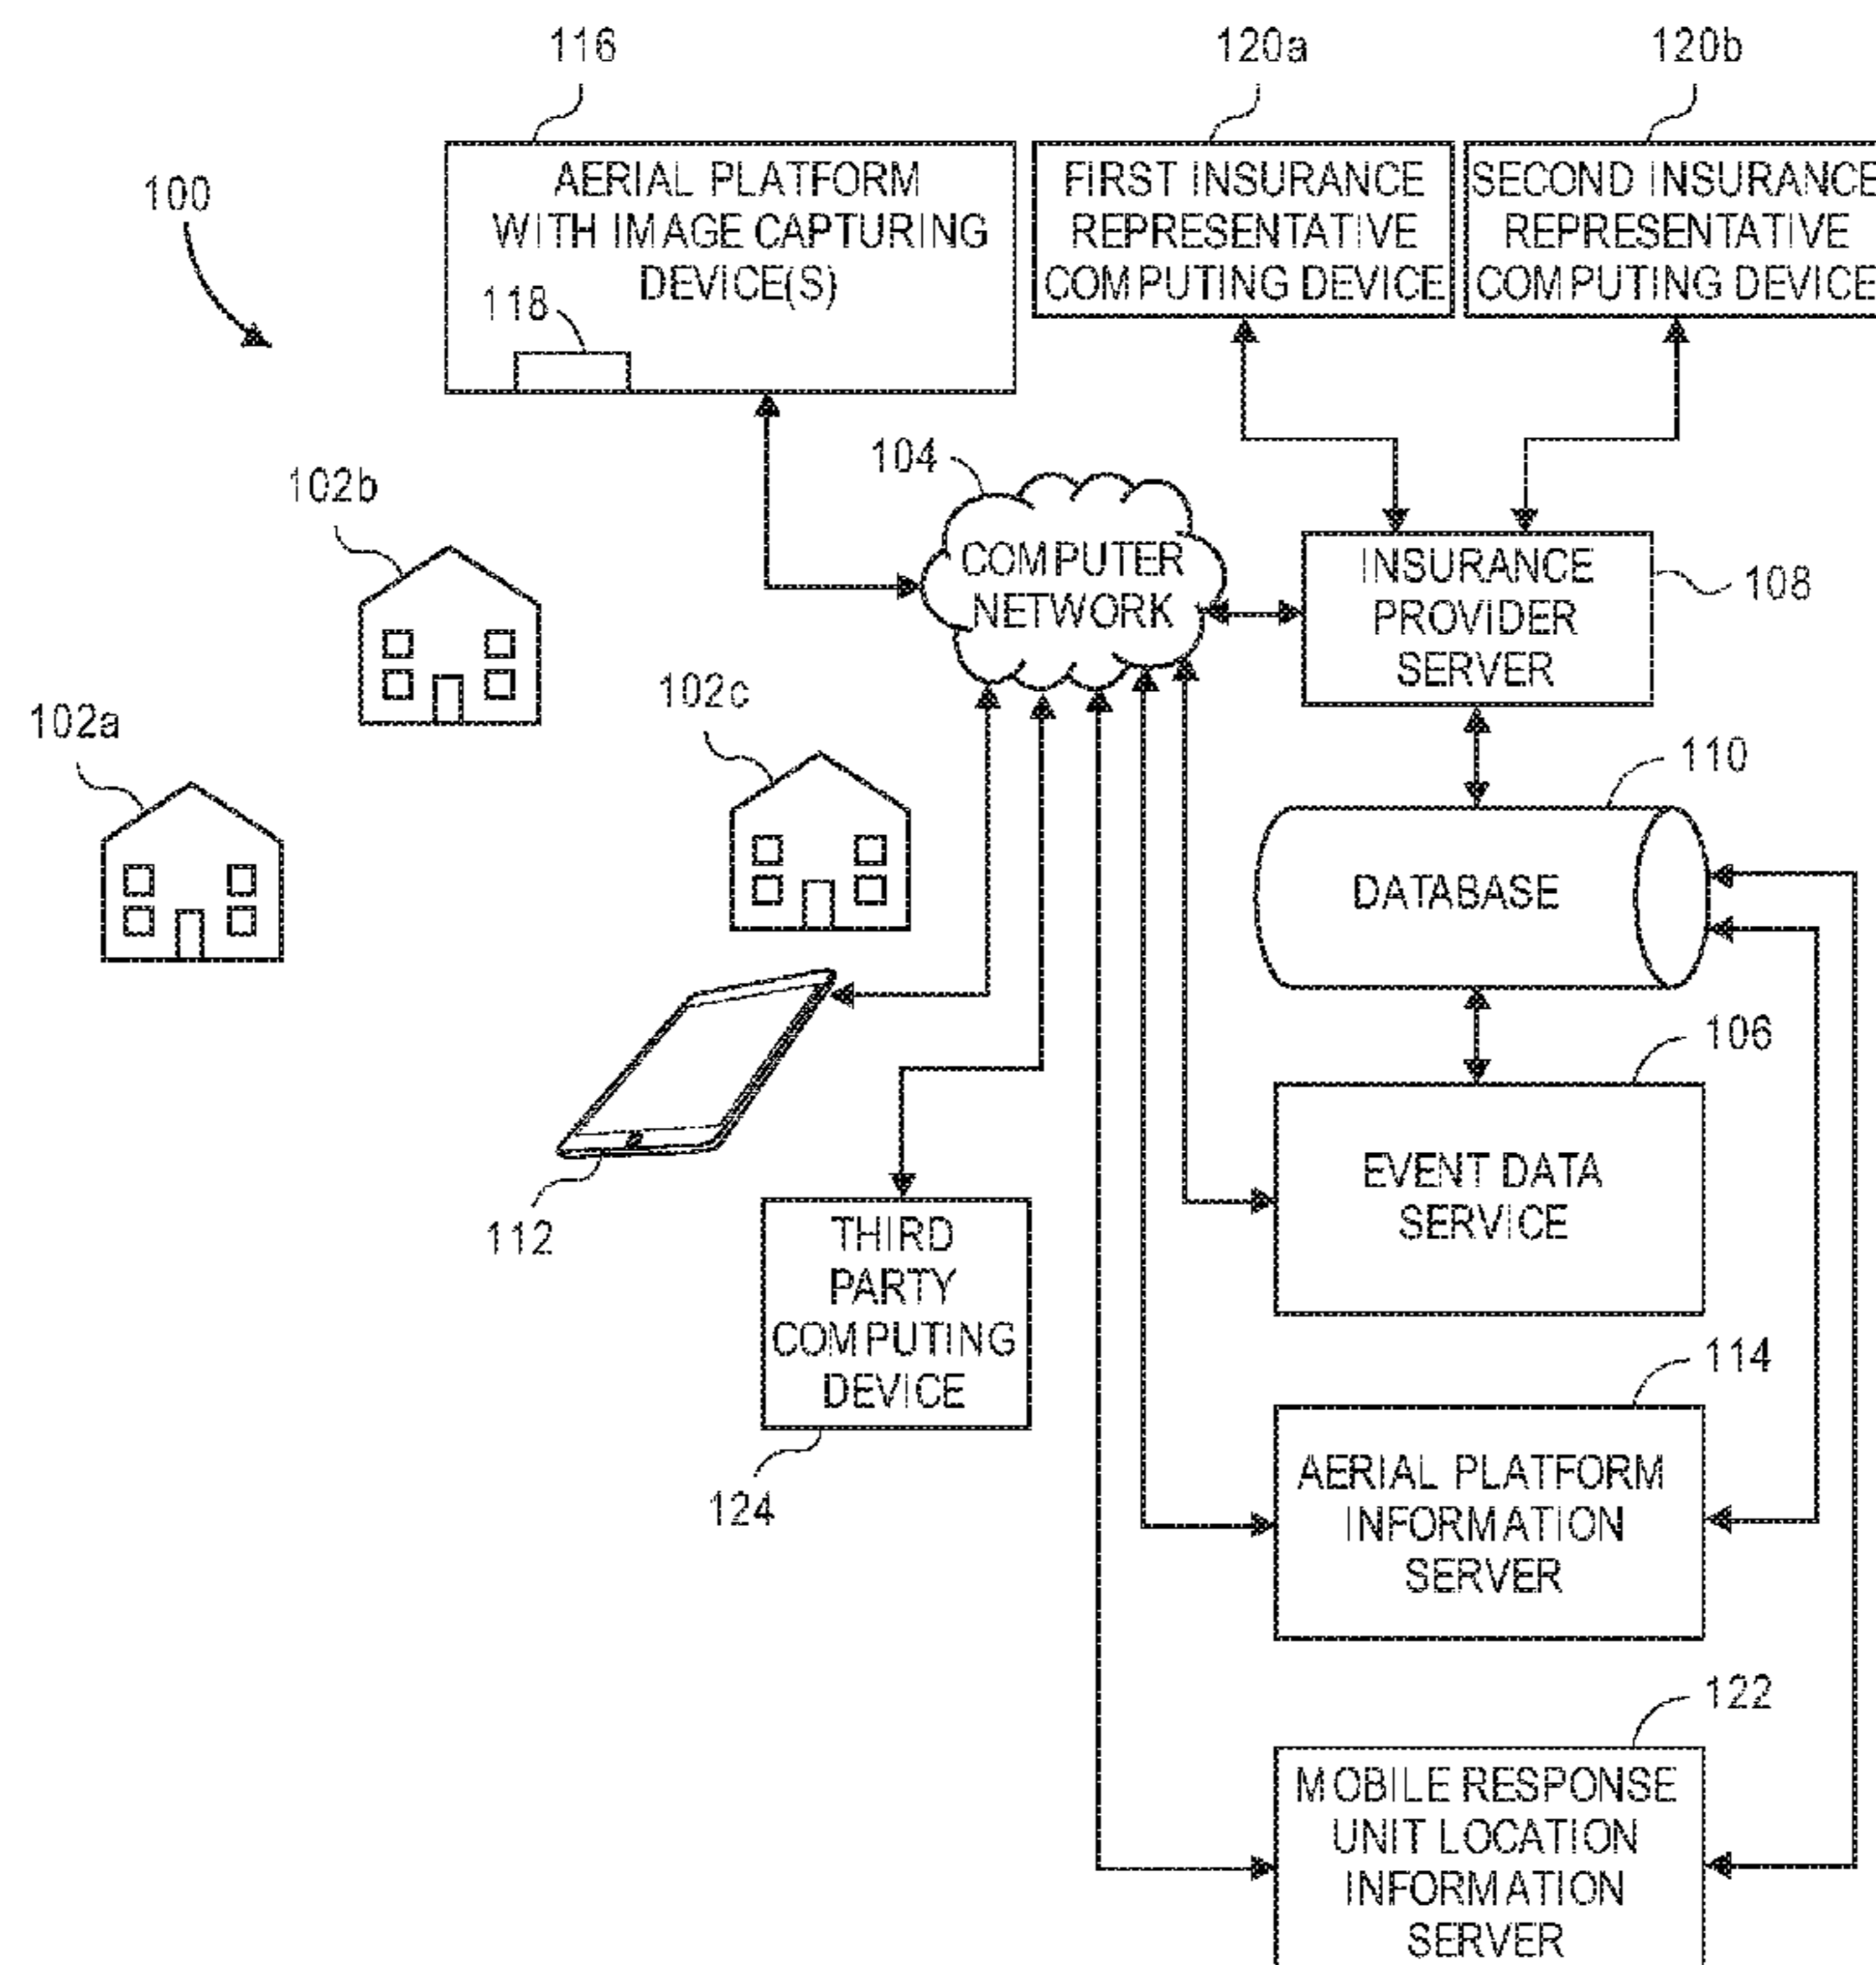 116
120a
120b
100
AERIAL PLATFORM
WITH IMAGE CAPTURING
DEVICE(S)
118
FIRST INSURANCE
REPRESENTATIVE
COMPUTING DEVICE
SECOND INSURANCE
REPRESENTATIVE
COMPUTING DEVICE
104
102b
COMPUTER
NETWORK
INSURANCE
PROVIDER
SERVER
108
102c
102a
110
DATABASE
106
EVENT DATA
SERVICE
112
THIRD
PARTY
COMPUTING
DEVICE
124
114
AERIAL PLATFORM
INFORMATION
SERVER
122
MOBILE RESPONSE
UNIT LOCATION
INFORMATION
SERVER